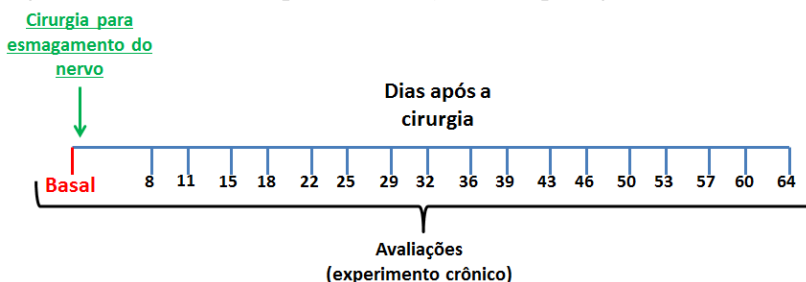 Cirurgia para
esmagamento do
nervo
Dias após a
cirurgia
Basal 8 11 15 18 22 25 29 32 36 39 43 46 50 53 57 60 64
Avaliações
(experimento crônico)